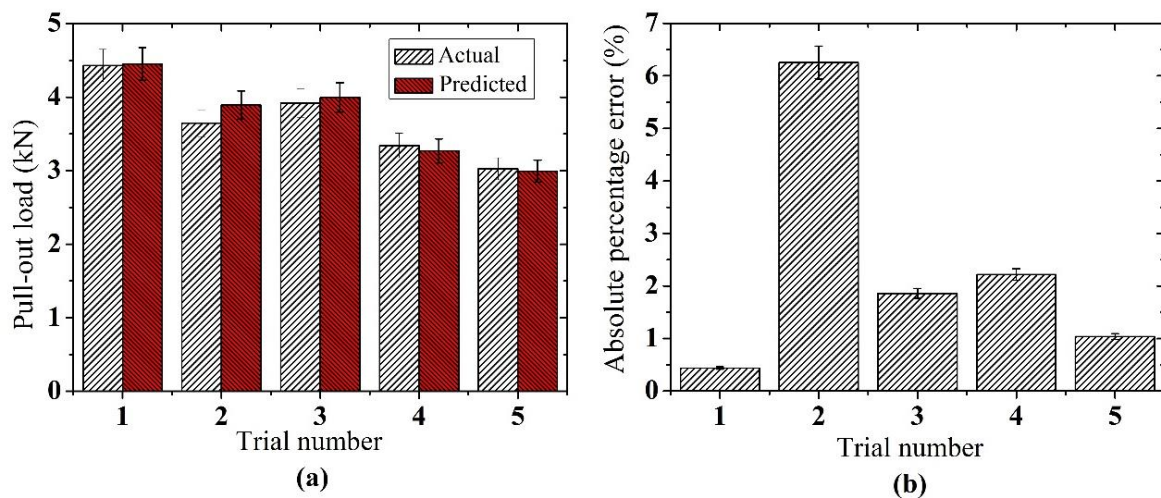 5
4
3
2
1
0
Pull-out load (kN)
Actual
Predicted
1 2 3 4 5
Trial number
(a)
7
6
5
4
3
2
1
0
Absolute percentage error (%)
1 2 3 4 5
Trial number
(b)